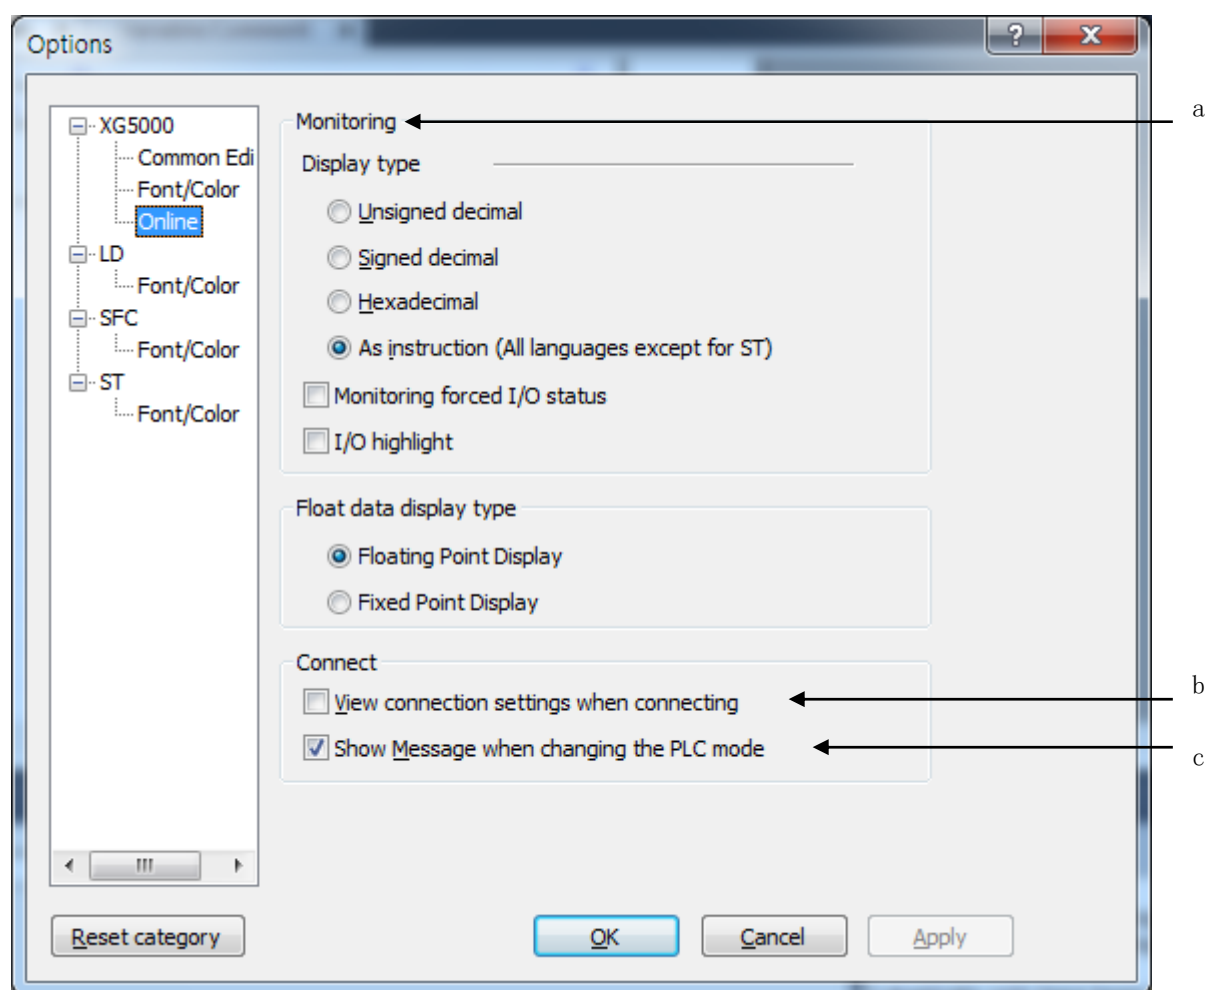 Options
?
x
XG5000
Common Edi
Font/Color
Online
LD
Font/Color
SFC
Font/Color
ST
Font/Color
Monitoring
a
Display type
Unsigned decimal
Signed decimal
Hexadecimal
As instruction (All languages except for ST)
Monitoring forced I/O status
I/O highlight
Float data display type
Floating Point Display
Fixed Point Display
Connect
View connection settings when connecting
b
Show Message when changing the PLC mode
c
Reset category
OK
Cancel
Apply